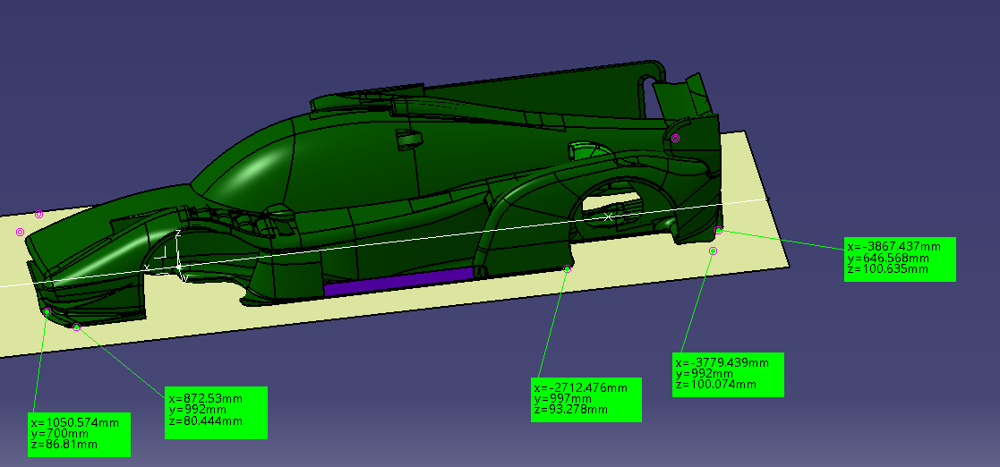 x=-3867.437mm
y=646.568mm
z=100.635mm
z
x
y
x=-3779.439mm
y=992mm
z=100.074mm
x=-2712.476mm
y=997mm
z=93.278mm
x=872.53mm
y=992mm
z=80.444mm
x=1050.574mm
y=700mm
z=86.81mm